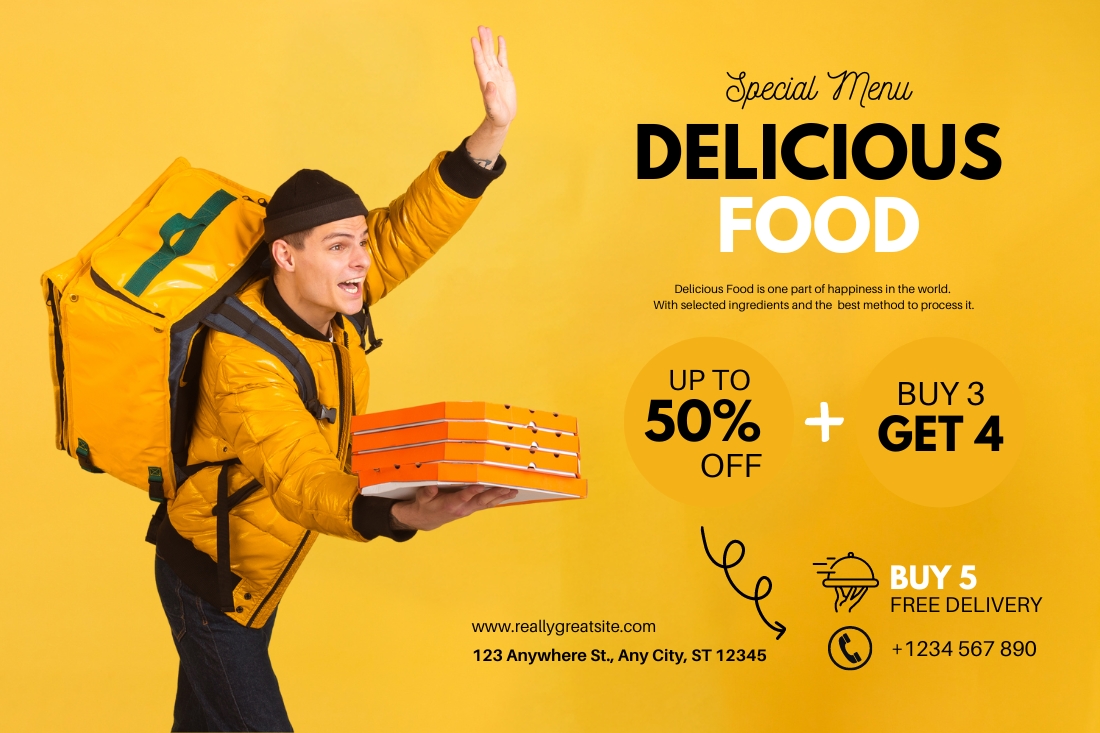 Special Menu
DELICIOUS
FOOD
Delicious Food is one part of happiness in the world.
With selected ingredients and the best method to process it.
UP TO
50%
OFF
+
BUY 3
GET 4
BUY 5
FREE DELIVERY
www.reallygreatsite.com
123 Anywhere St., Any City, ST 12345
+1234 567 890